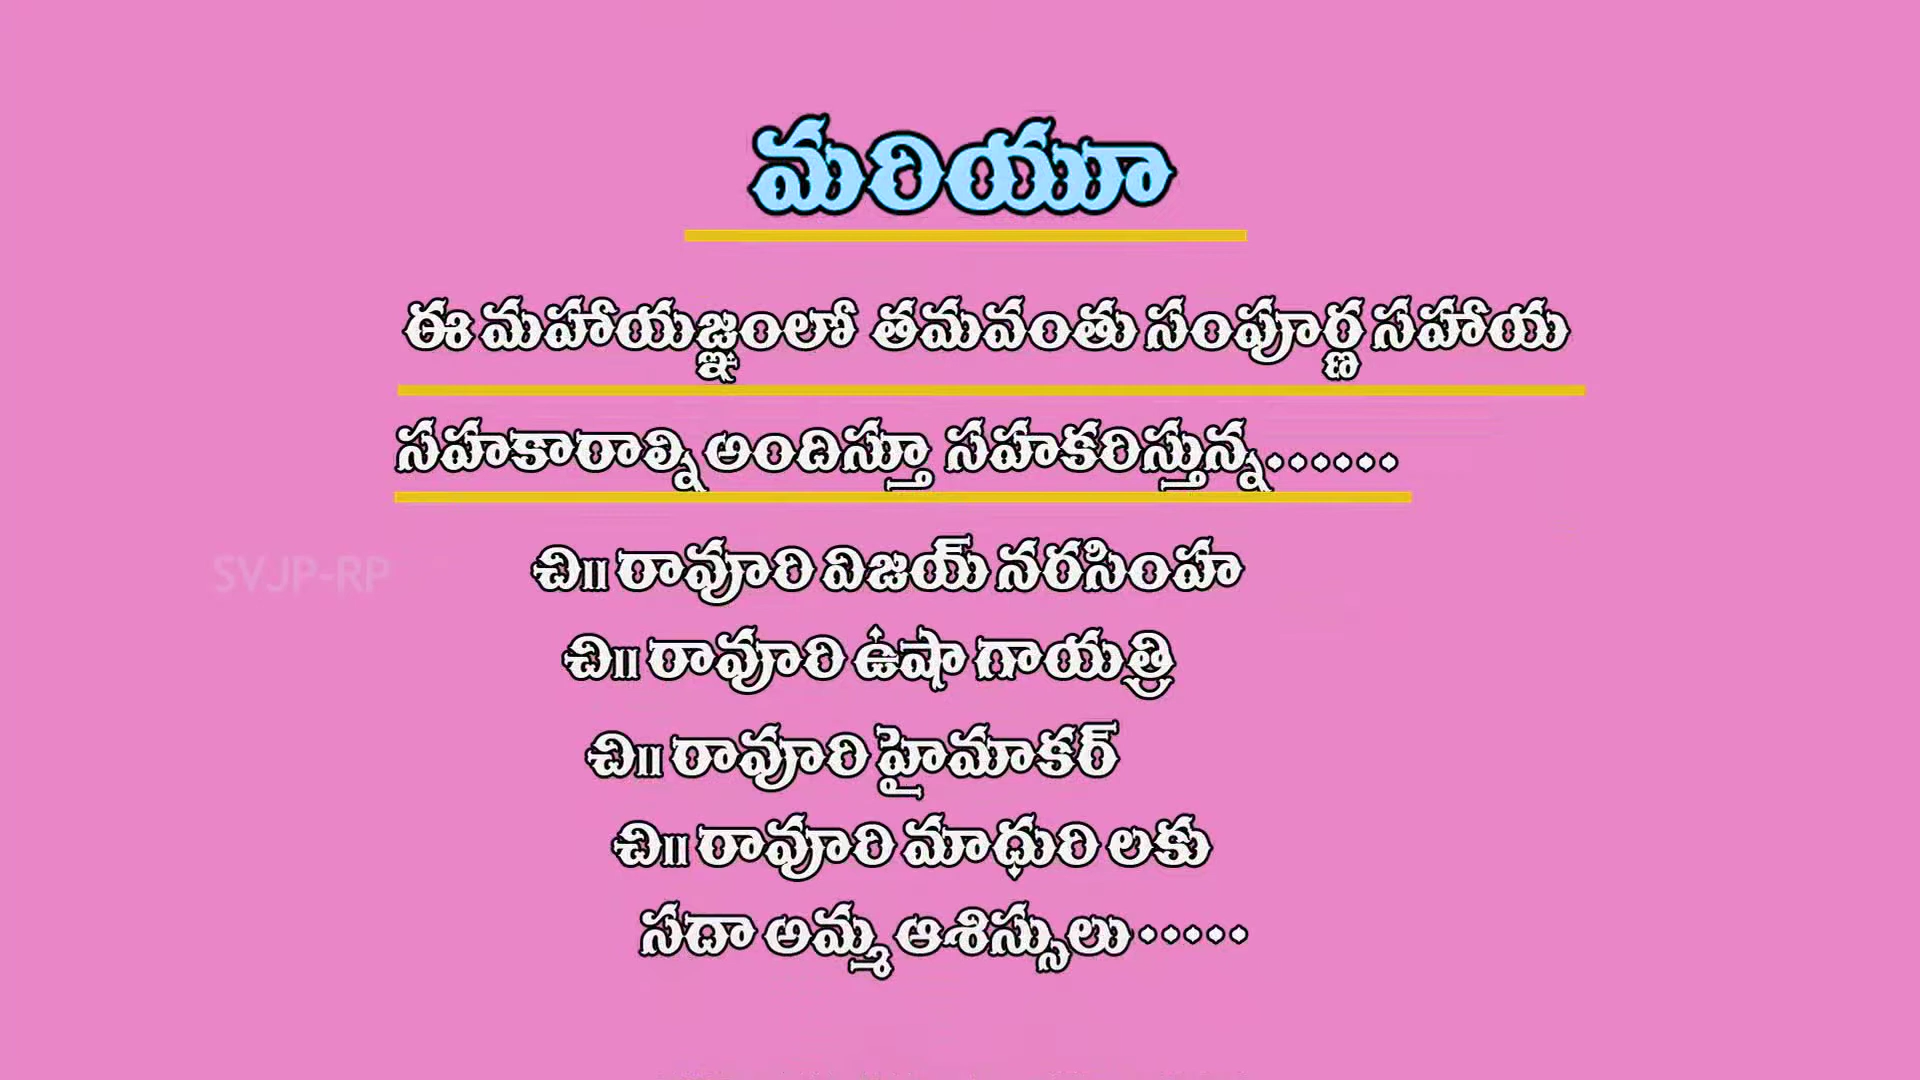 మరియూ
ఈ మహాయజ్ఞంలో తమవంతు సంపూర్ణ సహాయ
సహకారాల్ని అందిస్తూ సహకరిస్తున్న......
చి|| రావూరి విజయ్ నరసింహ
SVJP-RP
చి|| రావూరి ఉషా గాయత్రి
చి|| రావూరి హైమాకర్
చి|| రావూరి మాధురి లకు
సదా అమ్మ ఆశిస్సులు.....